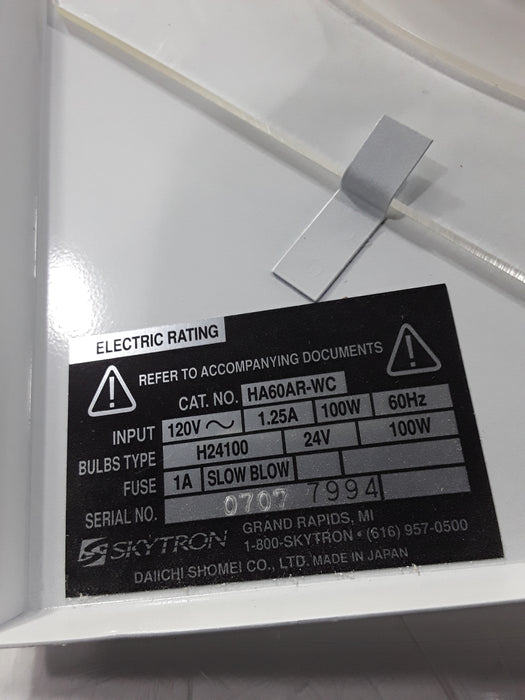 ELECTRIC RATING
REFER TO ACCOMPANYING DOCUMENTS
CAT. NO. HA60AR-WC
INPUT 120V ~ 1.25A 100W 60Hz
BULBS TYPE H24100 24V 100W
FUSE 1A SLOW BLOW
SERIAL NO. 0707 7994
SKYTRON GRAND RAPIDS, MI
1-800-SKYTRON • (616) 957-0500
DAIICHI SHOMEI CO., LTD. MADE IN JAPAN